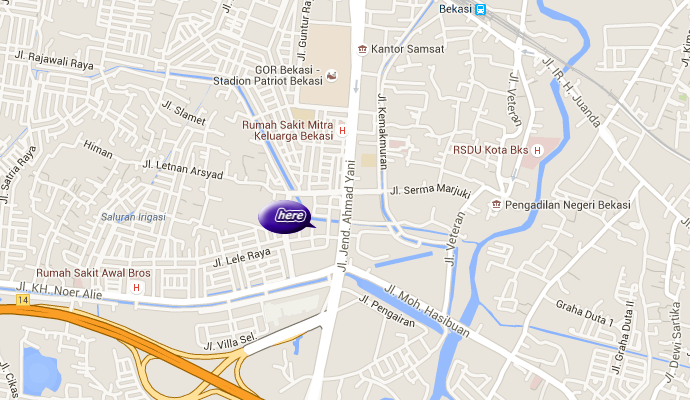 Bekasi
Jl. Guntur Raya
Jl. Rajawali Raya
Kantor Samsat
GOR Bekasi -
Stadion Patriot Bekasi
Jl. IR. H. Juanda
Jl. Veteran
Jl. Kemakmuran
Jl. Slamet
Rumah Sakit Mitra
Keluarga Bekasi
H
RSDU Kota Bks
H
Himan
Jl. Letnan Arsyad
Jl. Satria Raya
Jl. Serma Marjuki
Pengadilan Negeri Bekasi
Saluran irigasi
here
Jl. Jend. Ahmad Yani
Jl. Veteran
Jl. Lele Raya
Rumah Sakit Awal Bros
H
Jl. KH. Noer Alie
14
Jl. Moh. Hasibuan
Jl. Pengairan
Graha Duta 1
Jl. Graha Duta II
Jl. Dewi Sartika
Jl. Villa Sel